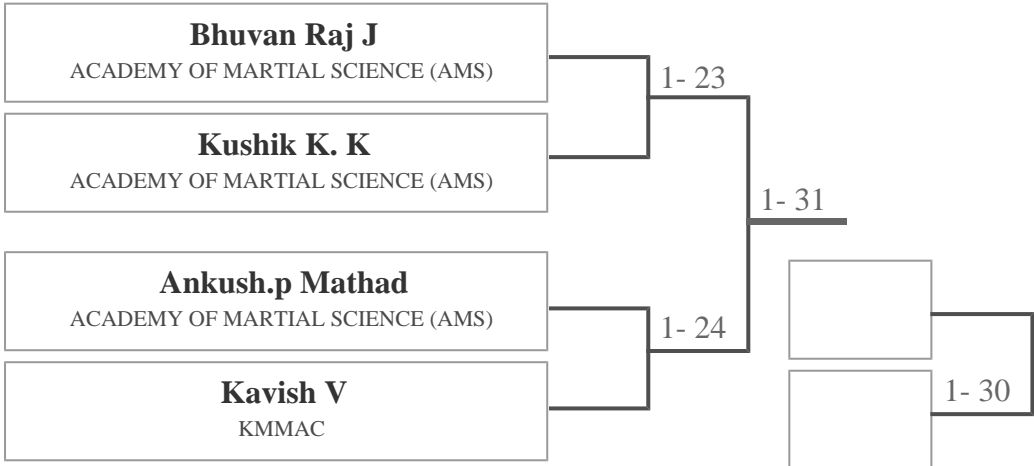 Bhuvan Raj J
ACADEMY OF MARTIAL SCIENCE (AMS)
1- 23
Kushik K. K
ACADEMY OF MARTIAL SCIENCE (AMS)
1- 31
Ankush.p Mathad
ACADEMY OF MARTIAL SCIENCE (AMS)
1- 24
Kavish V
KMMAC
1- 30